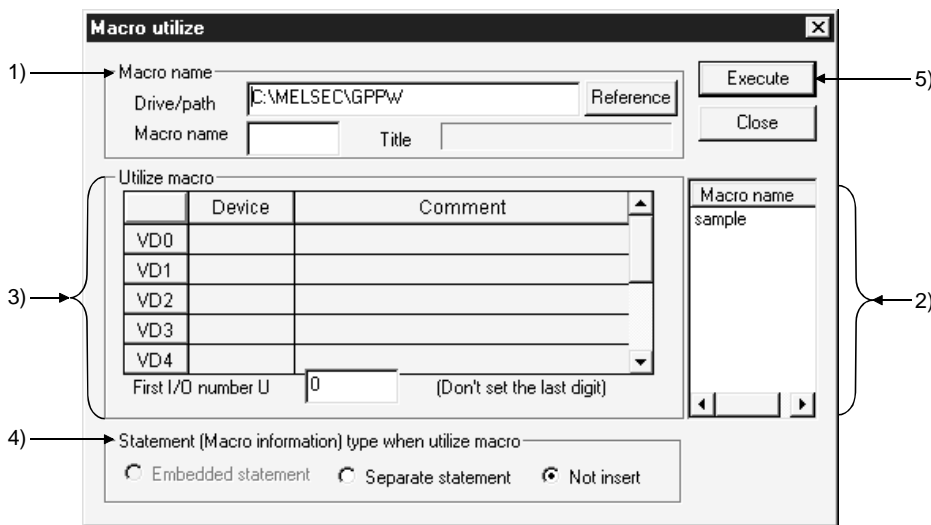 Macro utilize
1)
Macro name
Drive/path C:\MELSEC\GPPW Reference
Macro name Title
Execute
5)
Close
Utilize macro
Device Comment
VD0
VD1
VD2
VD3
VD4
First I/O number U 0 (Don't set the last digit)
3)
Macro name
sample
2)
4)
Statement (Macro information) type when utilize macro
Embedded statement Separate statement Not insert